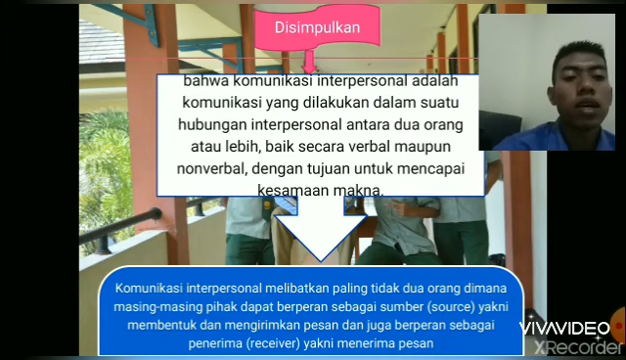 Disimpulkan
bahwa komunikasi interpersonal adalah
komunikasi yang dilakukan dalam suatu
hubungan interpersonal antara dua orang
atau lebih, baik secara verbal maupun
nonverbal, dengan tujuan untuk mencapai
kesamaan makna.
Komunikasi interpersonal melibatkan paling tidak dua orang dimana
masing-masing pihak dapat berperan sebagai sumber (source) yakni
membentuk dan mengirimkan pesan dan juga berperan sebagai
penerima (receiver) yakni menerima pesan
VIVAVIDEO
XRecorder